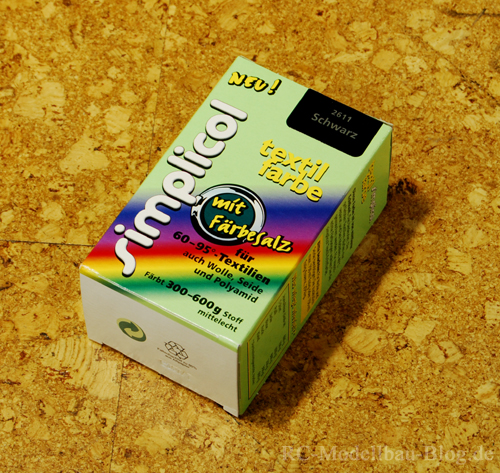 NEU!
2611
Schwarz
simplicol
textil
farbe
mit
Färbesalz
für
60-95°-Textilien
auch Wolle, Seide
und Polyamid
Färbt 300-600g Stoff
mittelecht
RC-Modellbau-Blog.de